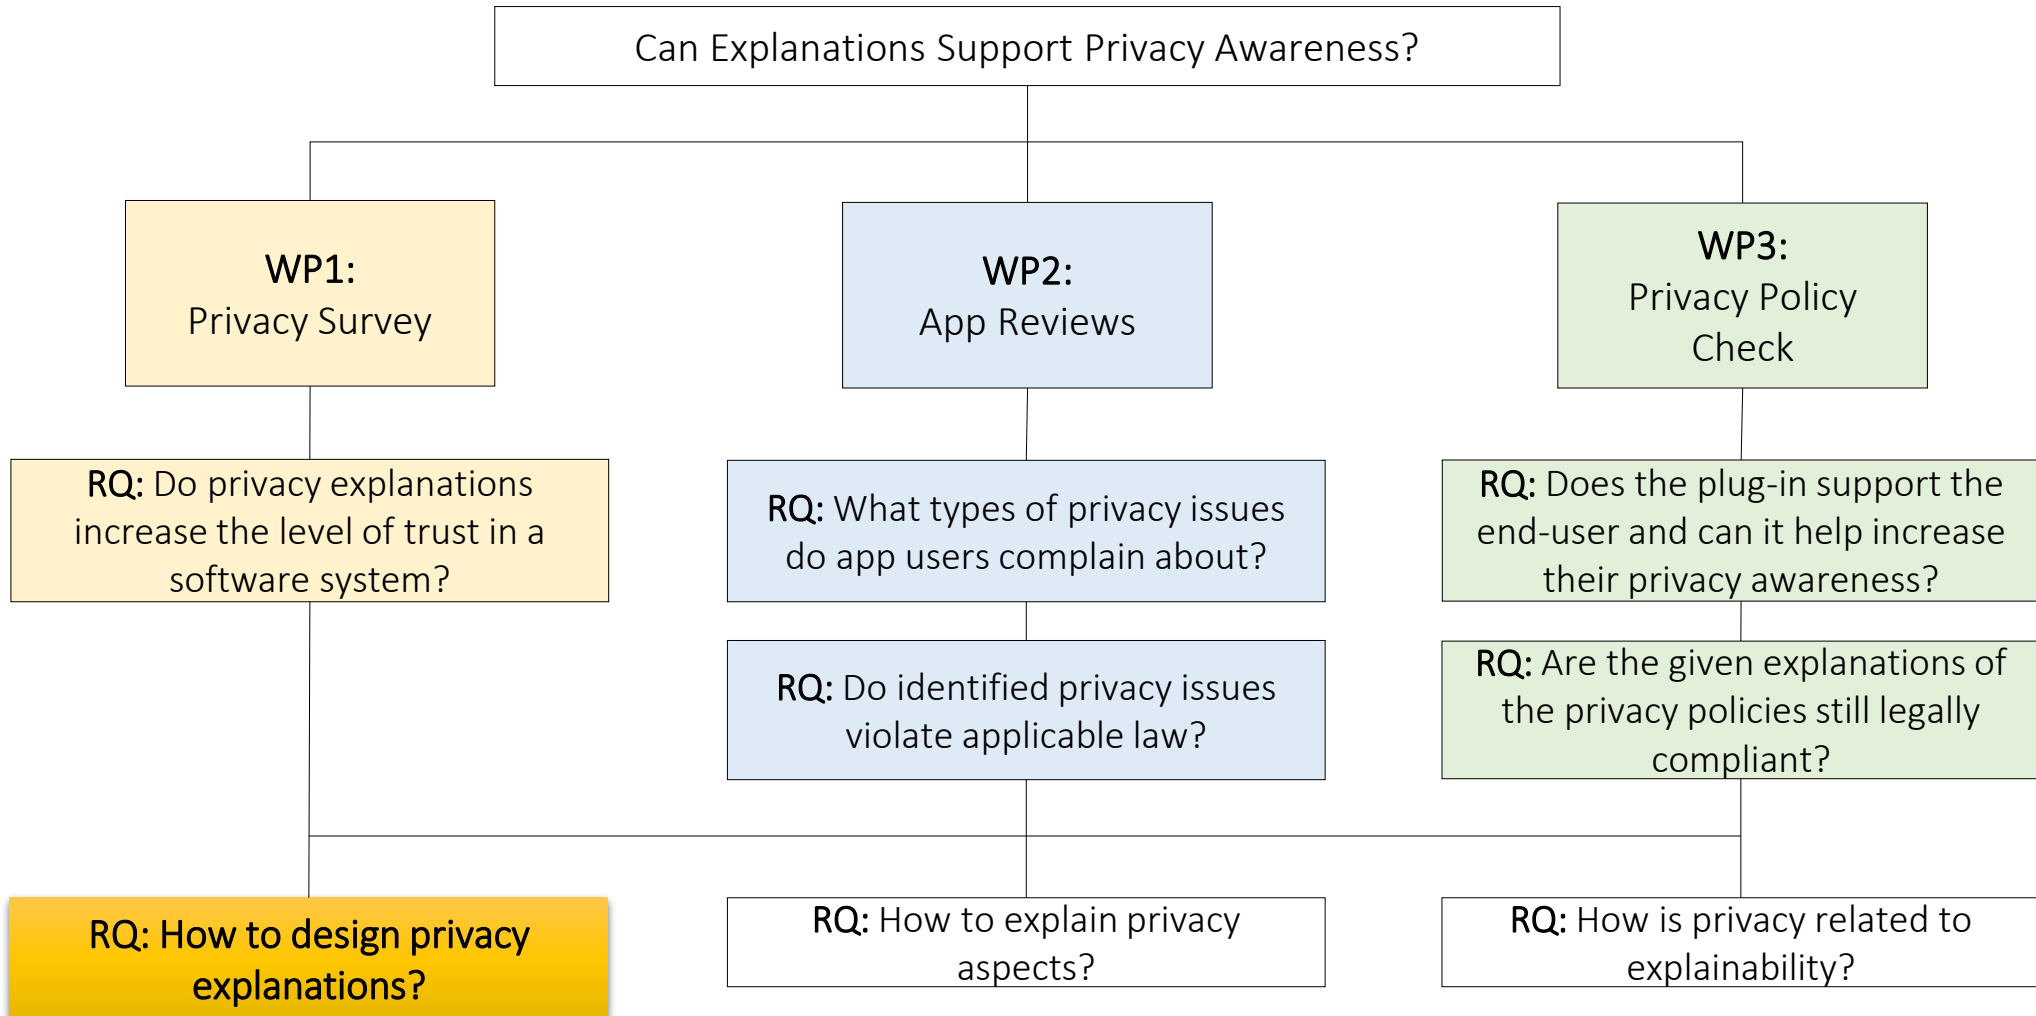 Can Explanations Support Privacy Awareness?
WP1:
Privacy Survey
WP2:
App Reviews
WP3:
Privacy Policy
Check
RQ: Do privacy explanations
increase the level of trust in a
software system?
RQ: What types of privacy issues
do app users complain about?
RQ: Does the plug-in support the
end-user and can it help increase
their privacy awareness?
RQ: Do identified privacy issues
violate applicable law?
RQ: Are the given explanations of
the privacy policies still legally
compliant?
RQ: How to design privacy
explanations?
RQ: How to explain privacy
aspects?
RQ: How is privacy related to
explainability?